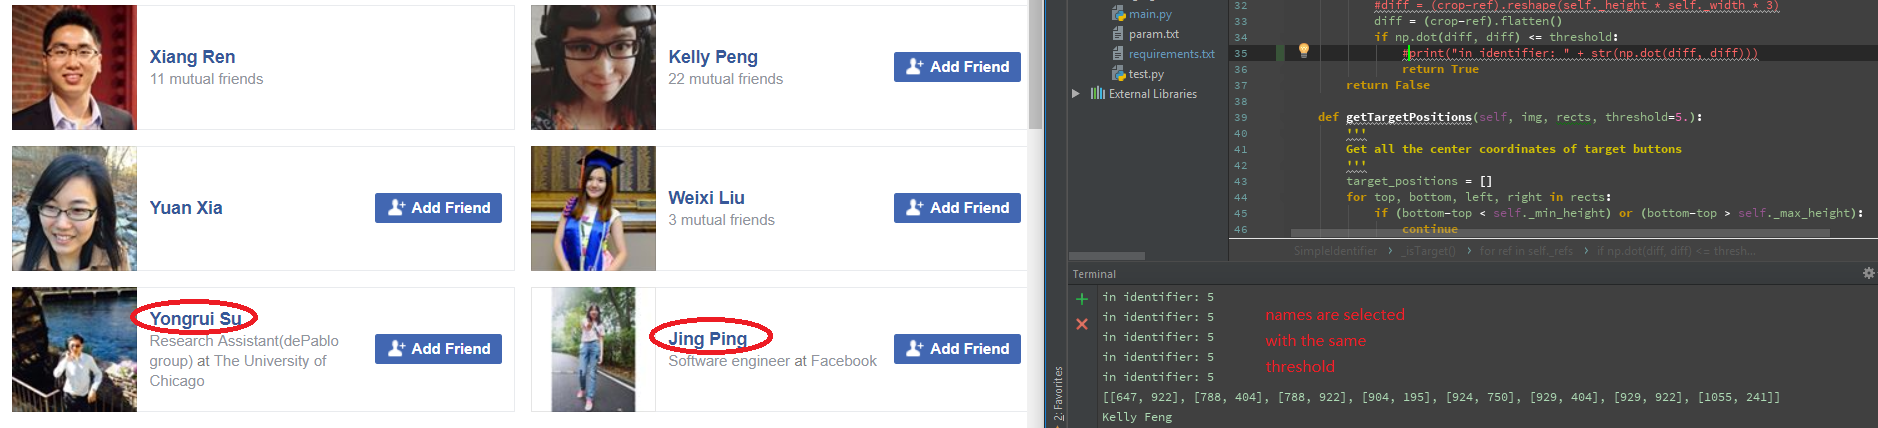 Xiang Ren
11 mutual friends
Kelly Peng
22 mutual friends
Add Friend
Yuan Xia
Add Friend
Weixi Liu
3 mutual friends
Add Friend
Yongrui Su
Research Assistant(dePablo
group) at The University of
Chicago
Add Friend
Jing Ping
Software engineer at Facebook
Add Friend
main.py
param.txt
requirements.txt
test.py
External Libraries
32 #diff = (crop-ref).reshape(self._height * self._width * 3)
33 diff = (crop-ref).flatten()
34 if np.dot(diff, diff) <= threshold:
35 #print("in identifier: " + str(np.dot(diff, diff)))
36 return True
37 return False
38
39 def getTargetPositions(self, img, rects, threshold=5.):
40 '''
41 Get all the center coordinates of target buttons
42 '''
43 target_positions = []
44 for top, bottom, left, right in rects:
45 if (bottom-top < self._min_height) or (bottom-top > self._max_height):
46 continue
SimpleIdentifier > _isTarget() > for ref in self._refs > if np.dot(diff, diff) <= thresh...
Terminal
in identifier: 5
in identifier: 5
in identifier: 5
in identifier: 5
in identifier: 5
[[647, 922], [788, 404], [788, 922], [904, 195], [924, 750], [929, 404], [929, 922], [1055, 241]]
Kelly Feng
names are selected
with the same
threshold
2: Favorites